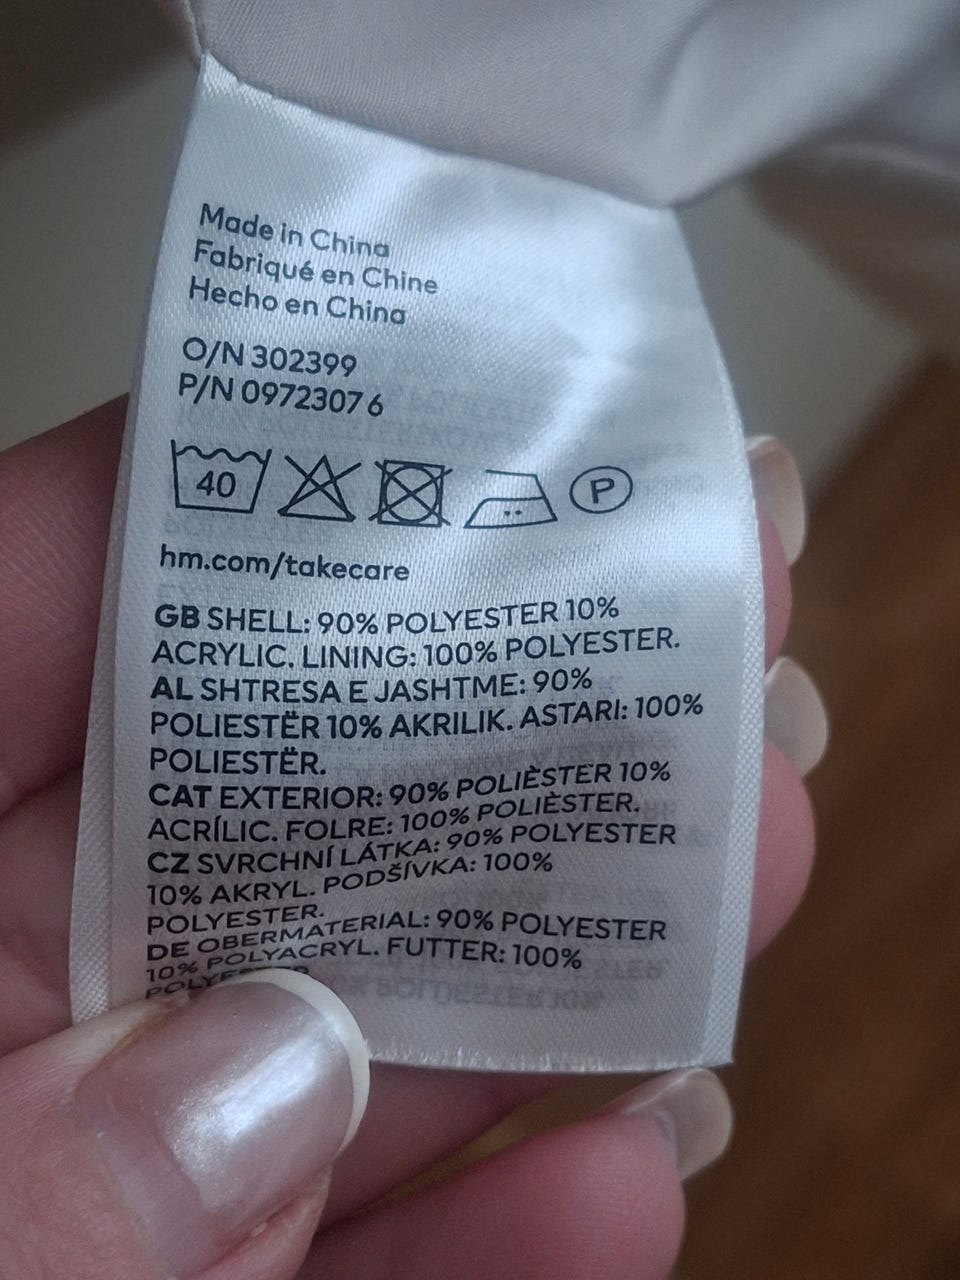 Made in China
Fabriqué en Chine
Hecho en China
O/N 302399
P/N 09723076
40
P
hm.com/takecare
GB SHELL: 90% POLYESTER 10%
ACRYLIC. LINING: 100% POLYESTER.
AL SHTRESA E JASHTME: 90%
POLIESTËR 10% AKRILIK. ASTARI: 100%
POLIESTËR.
CAT EXTERIOR: 90% POLIÈSTER 10%
ACRÍLIC. FOLRE: 100% POLIÈSTER.
CZ SVRCHNÍ LÁTKA: 90% POLYESTER
10% AKRYL. PODŠÍVKA: 100%
POLYESTER.
DE OBERMATERIAL: 90% POLYESTER
10% POLYACRYL. FUTTER: 100%